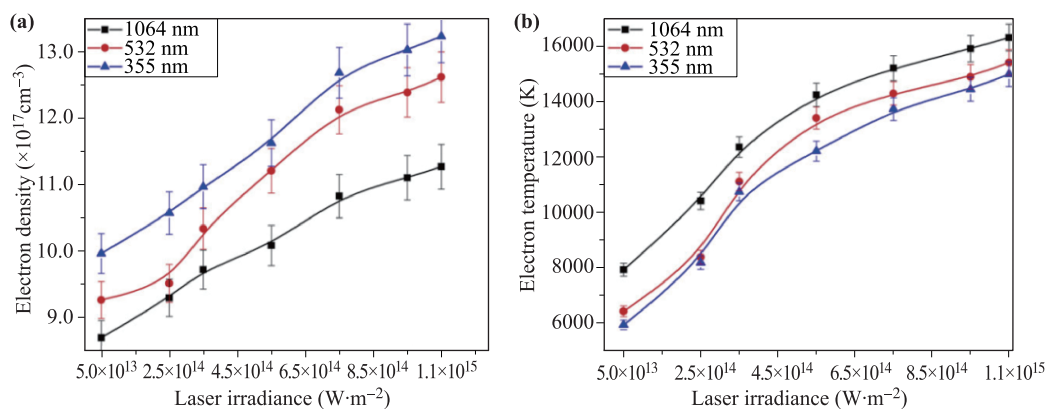 (a)
1064 nm
532 nm
355 nm
13.0
12.0
11.0
10.0
9.0
Electron density (×10¹⁷cm⁻³)
5.0×10¹³ 2.5×10¹⁴ 4.5×10¹⁴ 6.5×10¹⁴ 8.5×10¹⁴ 1.1×10¹⁵
Laser irradiance (W·m⁻²)
(b)
1064 nm
532 nm
355 nm
16000
14000
12000
10000
8000
6000
Electron temperature (K)
5.0×10¹³ 2.5×10¹⁴ 4.5×10¹⁴ 6.5×10¹⁴ 8.5×10¹⁴ 1.1×10¹⁵
Laser irradiance (W·m⁻²)